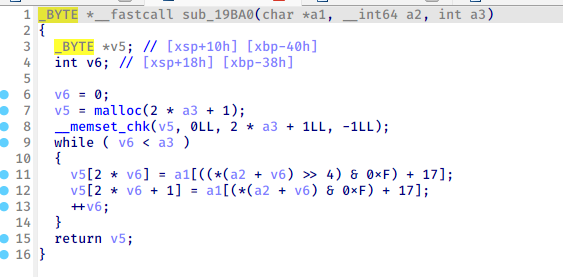 1 _BYTE *__fastcall sub_19BA0(char *a1, __int64 a2, int a3)
2 {
3 _BYTE *v5; // [xsp+10h] [xbp-40h]
4 int v6; // [xsp+18h] [xbp-38h]
5
6 v6 = 0;
7 v5 = malloc(2 * a3 + 1);
8 __memset_chk(v5, 0LL, 2 * a3 + 1LL, -1LL);
9 while ( v6 < a3 )
10 {
11 v5[2 * v6] = a1[((*(a2 + v6) >> 4) & 0×F) + 17];
12 v5[2 * v6 + 1] = a1[(*(a2 + v6) & 0×F) + 17];
13 ++v6;
14 }
15 return v5;
16 }